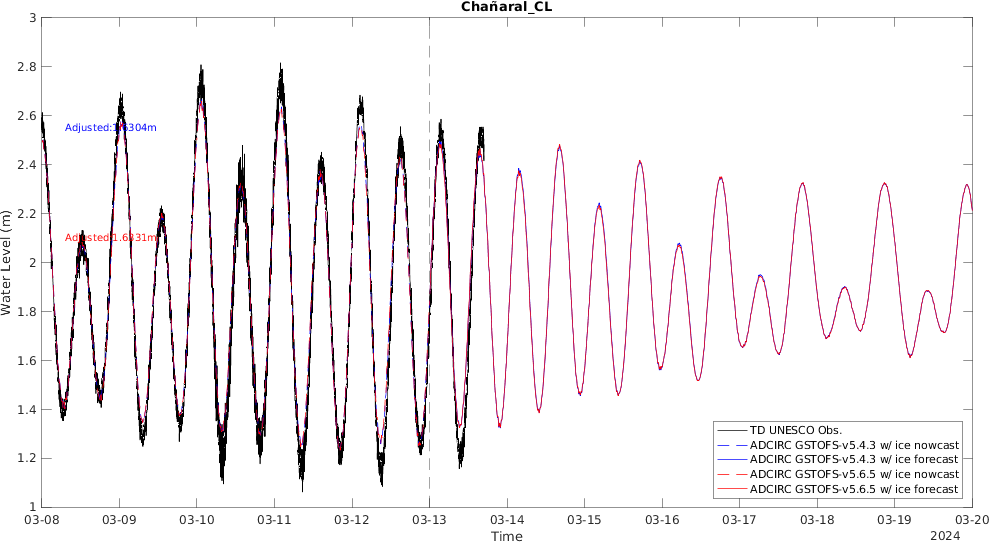 Chañaral_CL
3
2.8
2.6
2.4
2.2
2
1.8
1.6
1.4
1.2
1
Water Level (m)
Adjusted:1.6304m
Adjusted:1.6331m
TD UNESCO Obs.
ADCIRC GSTOFS-v5.4.3 w/ ice nowcast
ADCIRC GSTOFS-v5.4.3 w/ ice forecast
ADCIRC GSTOFS-v5.6.5 w/ ice nowcast
ADCIRC GSTOFS-v5.6.5 w/ ice forecast
03-08 03-09 03-10 03-11 03-12 03-13 03-14 03-15 03-16 03-17 03-18 03-19 03-20
Time
2024